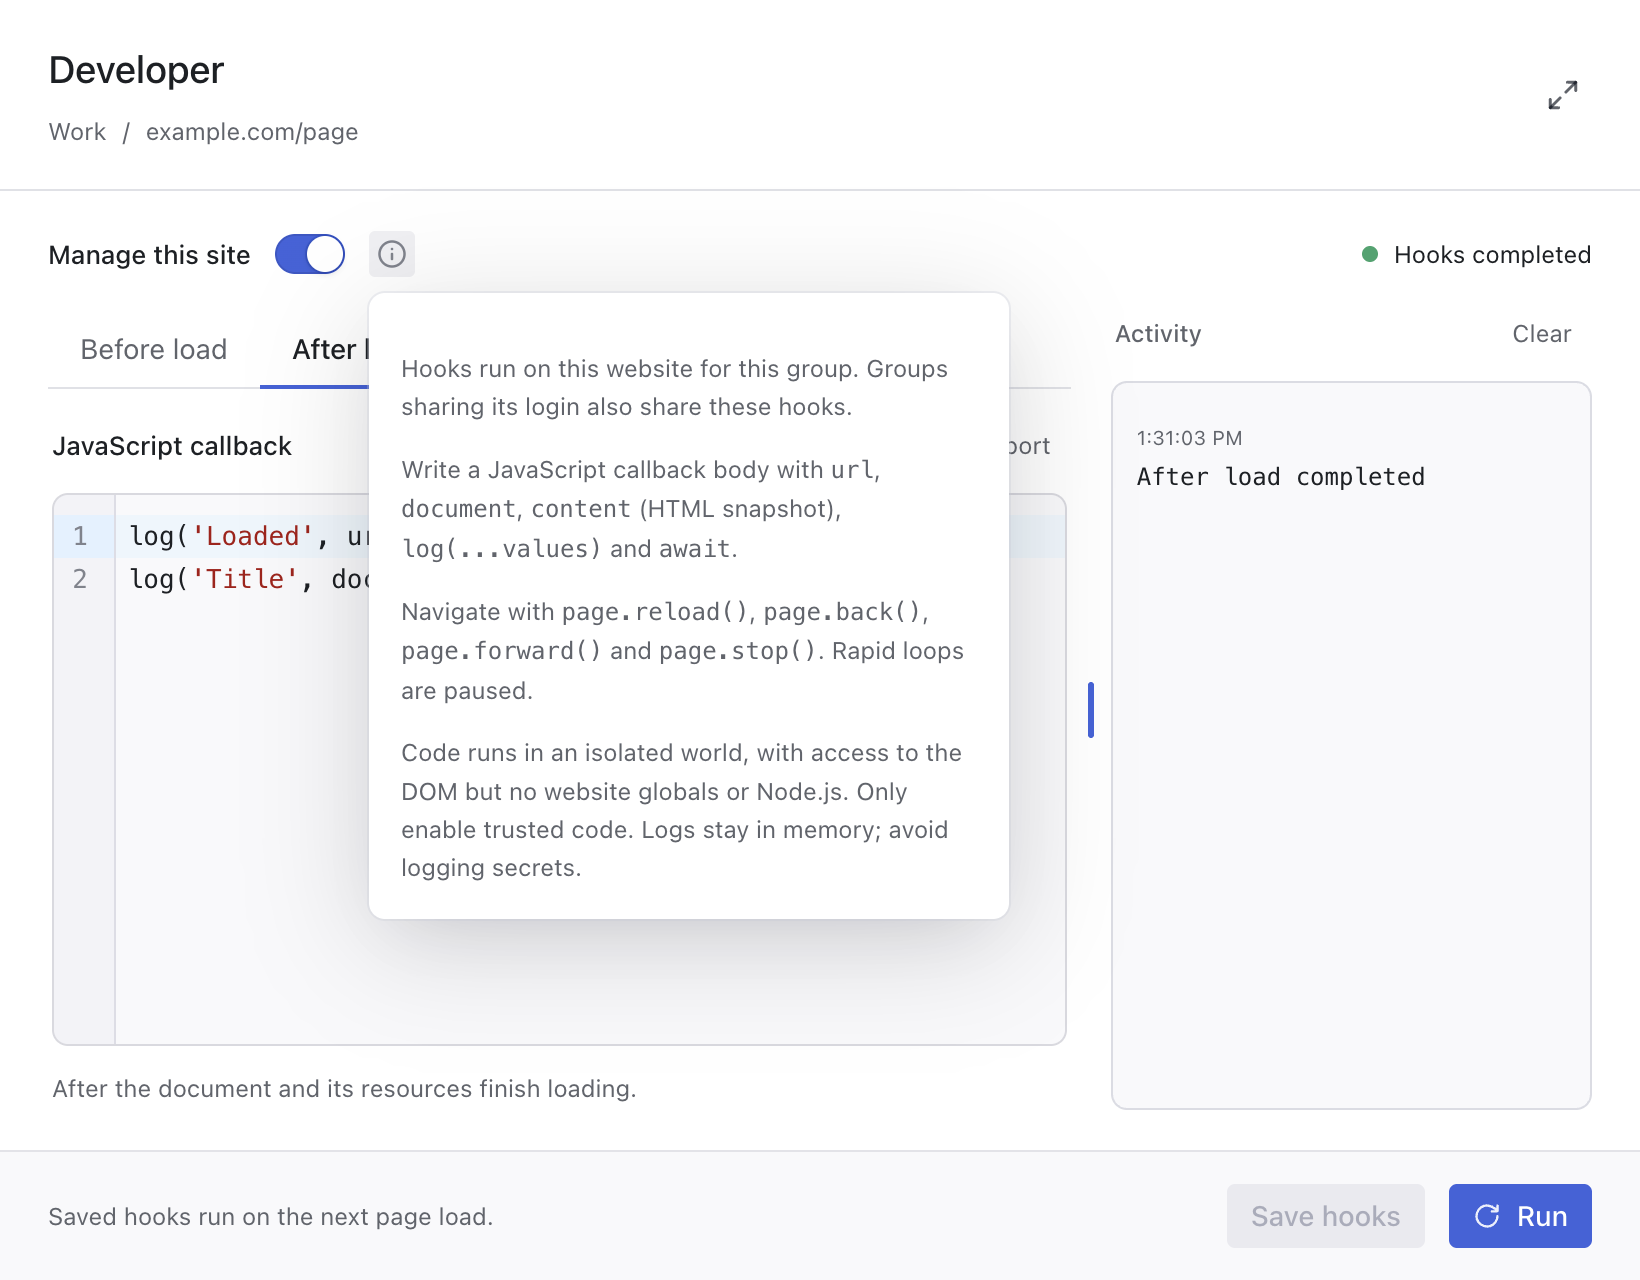 Developer
Work / example.com/page
Manage this site
Hooks completed
Before load
After
Activity
Clear
Hooks run on this website for this group. Groups
sharing its login also share these hooks.
JavaScript callback
Write a JavaScript callback body with url,
document, content (HTML snapshot),
log(...values) and await.
Navigate with page.reload(), page.back(),
page.forward() and page.stop(). Rapid loops
are paused.
Code runs in an isolated world, with access to the
DOM but no website globals or Node.js. Only
enable trusted code. Logs stay in memory; avoid
logging secrets.
1 log('Loaded',
2 log('Title',
1:31:03 PM
After load completed
After the document and its resources finish loading.
Saved hooks run on the next page load.
Save hooks
Run